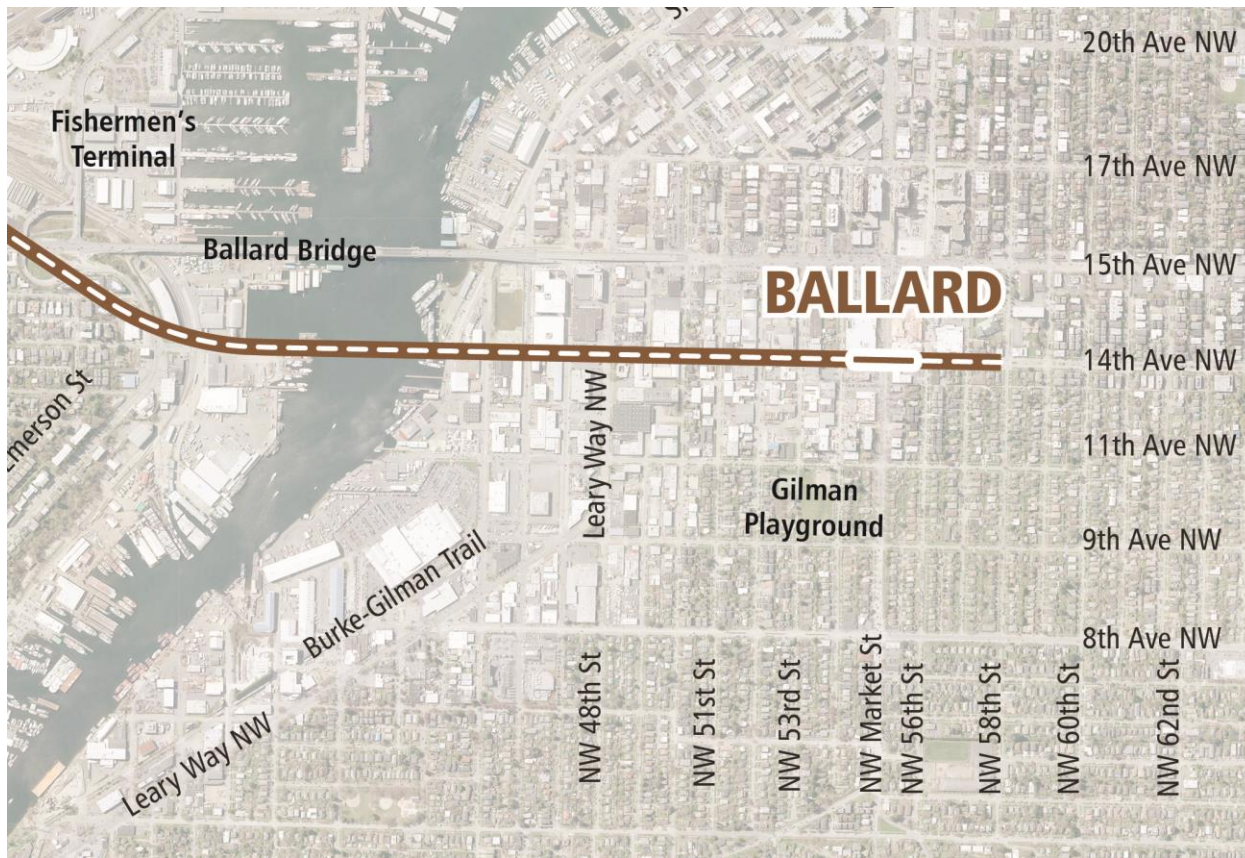 20th Ave NW
Fishermen's
Terminal
17th Ave NW
Ballard Bridge
15th Ave NW
BALLARD
14th Ave NW
Emerson St
Leary Way NW
11th Ave NW
Gilman
Playground
9th Ave NW
Burke-Gilman Trail
8th Ave NW
Leary Way NW
NW 48th St
NW 51st St
NW 53rd St
NW Market St
NW 56th St
NW 58th St
NW 60th St
NW 62nd St